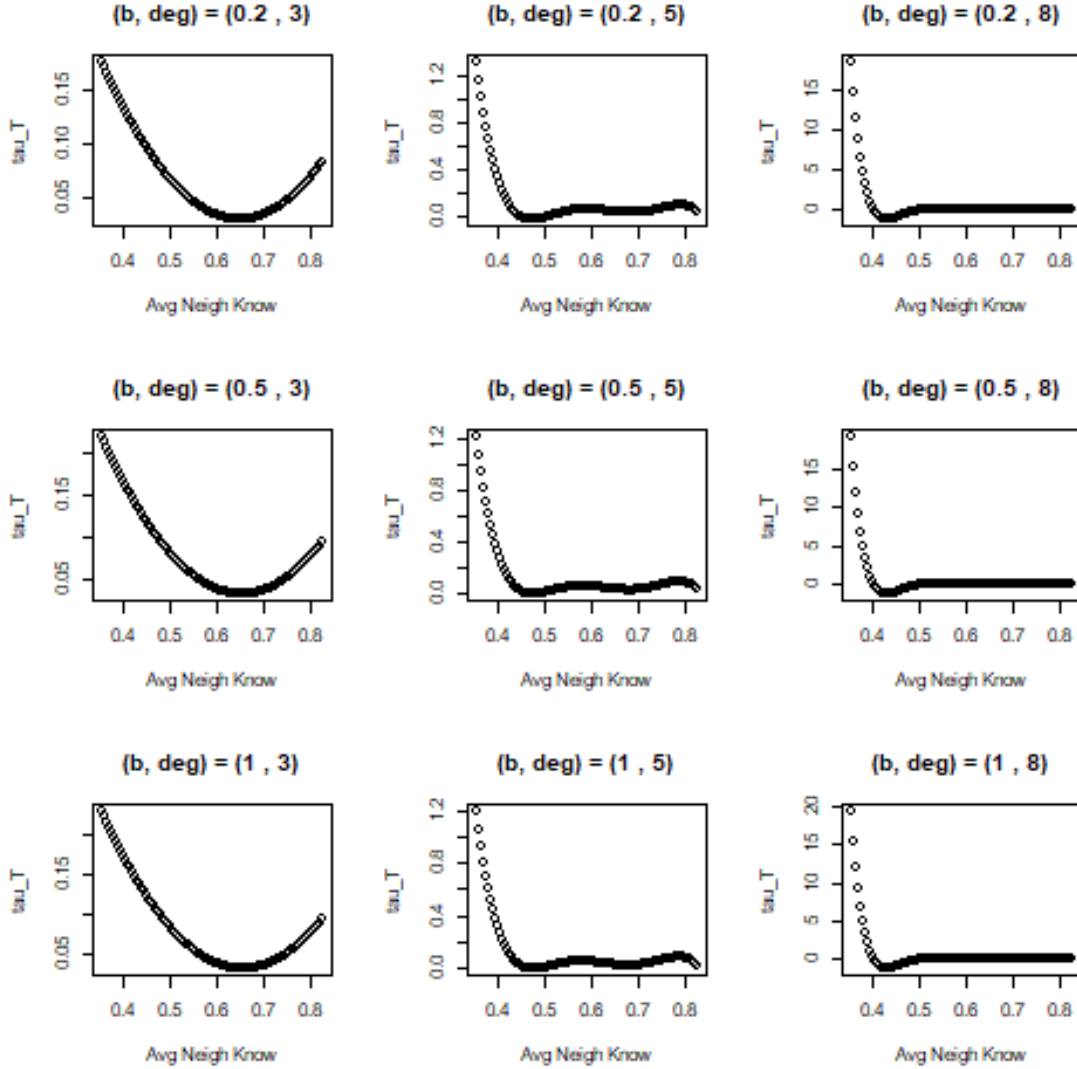 (b, deg) = (0.2 , 3)
tau_T
0.05 0.10 0.15
0.4 0.5 0.6 0.7 0.8
Avg Neigh Know
(b, deg) = (0.2 , 5)
tau_T
0.0 0.4 0.8 1.2
0.4 0.5 0.6 0.7 0.8
Avg Neigh Know
(b, deg) = (0.2 , 8)
tau_T
0 5 10 15
0.4 0.5 0.6 0.7 0.8
Avg Neigh Know
(b, deg) = (0.5 , 3)
tau_T
0.05 0.15
0.4 0.5 0.6 0.7 0.8
Avg Neigh Know
(b, deg) = (0.5 , 5)
tau_T
0.0 0.4 0.8 1.2
0.4 0.5 0.6 0.7 0.8
Avg Neigh Know
(b, deg) = (0.5 , 8)
tau_T
0 5 10 15
0.4 0.5 0.6 0.7 0.8
Avg Neigh Know
(b, deg) = (1 , 3)
tau_T
0.05 0.15
0.4 0.5 0.6 0.7 0.8
Avg Neigh Know
(b, deg) = (1 , 5)
tau_T
0.0 0.4 0.8 1.2
0.4 0.5 0.6 0.7 0.8
Avg Neigh Know
(b, deg) = (1 , 8)
tau_T
0 5 10 15 20
0.4 0.5 0.6 0.7 0.8
Avg Neigh Know